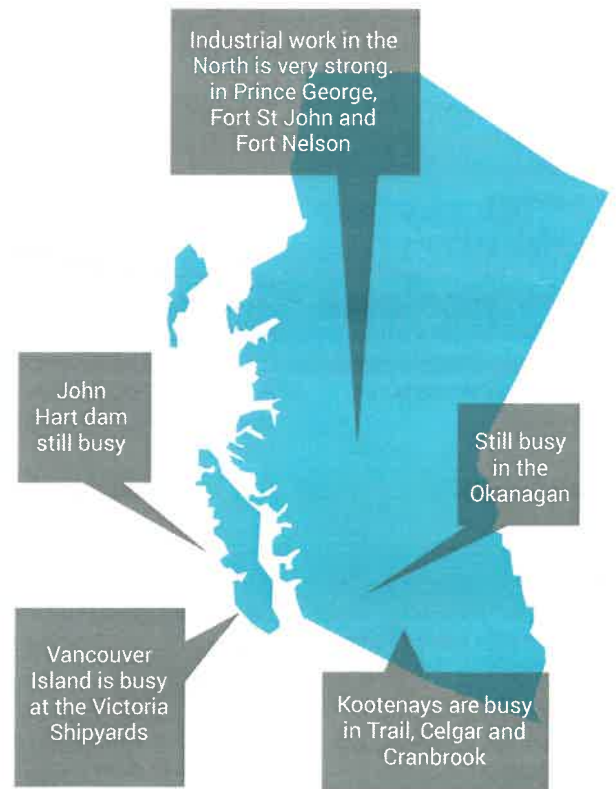 Industrial work in the
North is very strong.
in Prince George,
Fort St John and
Fort Nelson
John
Hart dam
still busy
Still busy
in the
Okanagan
Vancouver
Island is busy
at the Victoria
Shipyards
Kootenays are busy
in Trail, Celgar and
Cranbrook